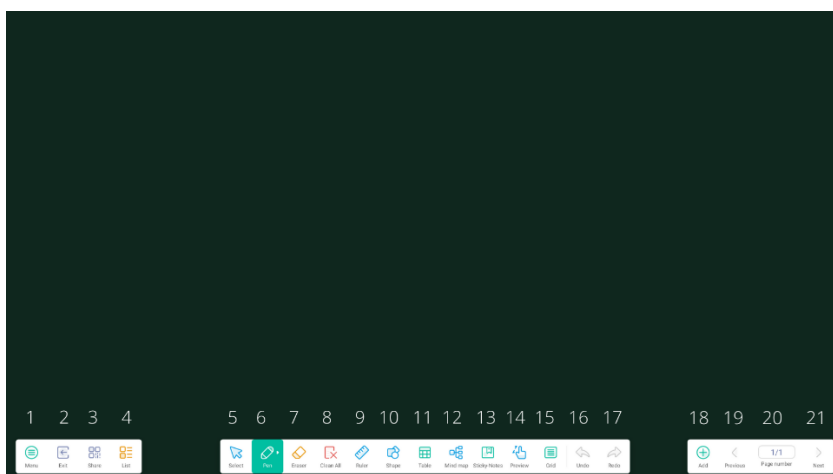 1 2 3 4 5 6 7 8 9 10 11 12 13 14 15 16 17 18 19 20 21
1/1
Menu Exit Share List Select Pen Eraser Clean All Ruler Shape Table Mind map Sticky Notes Preview Grid Undo Redo Add Previous Page number Next